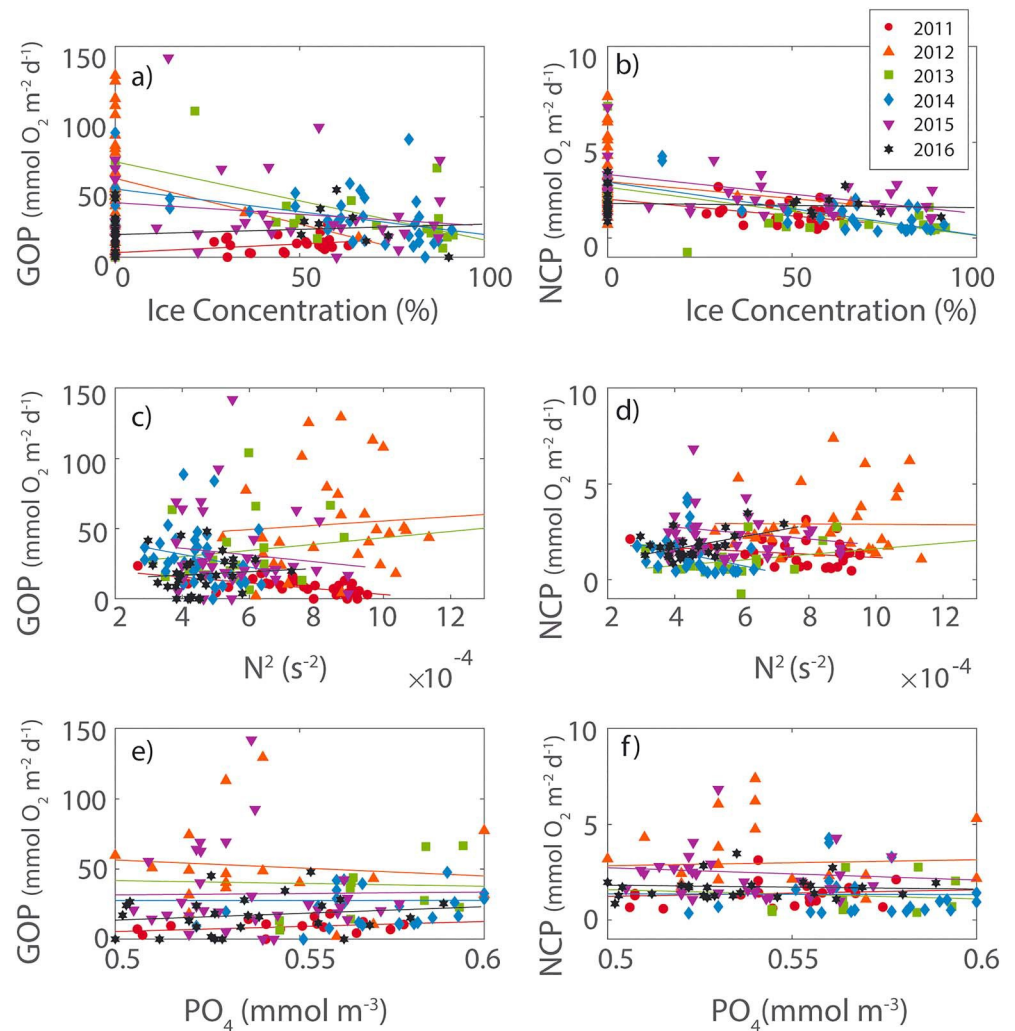 a)
GOP (mmol O₂ m⁻² d⁻¹)
150
100
50
0
0 50 100
Ice Concentration (%)
b)
NCP (mmol O₂ m⁻² d⁻¹)
10
5
0
0 50 100
Ice Concentration (%)
2011
2012
2013
2014
2015
2016
c)
GOP (mmol O₂ m⁻² d⁻¹)
150
100
50
0
2 4 6 8 10 12
N² (s⁻²)
×10⁻⁴
d)
NCP (mmol O₂ m⁻² d⁻¹)
10
5
0
2 4 6 8 10 12
N² (s⁻²)
×10⁻⁴
e)
GOP (mmol O₂ m⁻² d⁻¹)
150
100
50
0
0.5 0.55 0.6
PO₄ (mmol m⁻³)
f)
NCP (mmol O₂ m⁻² d⁻¹)
10
5
0
0.5 0.55 0.6
PO₄(mmol m⁻³)